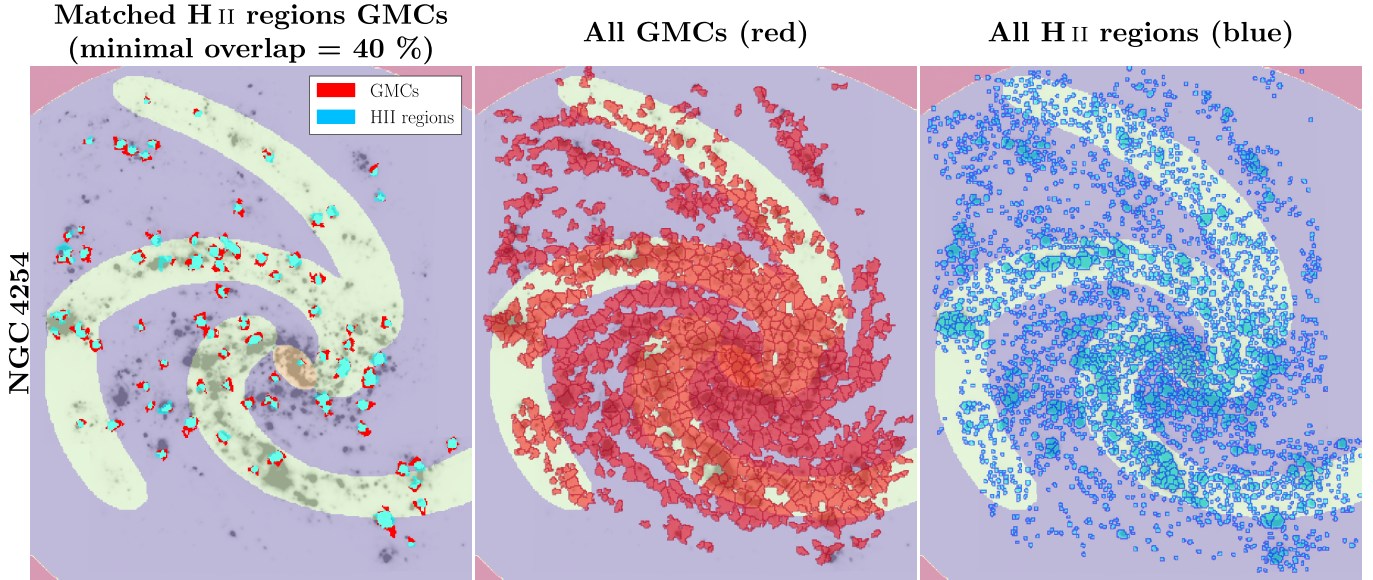 Matched H II regions GMCs
(minimal overlap = 40 %)
All GMCs (red)
All H II regions (blue)
GMCs
HII regions
NGC 4254